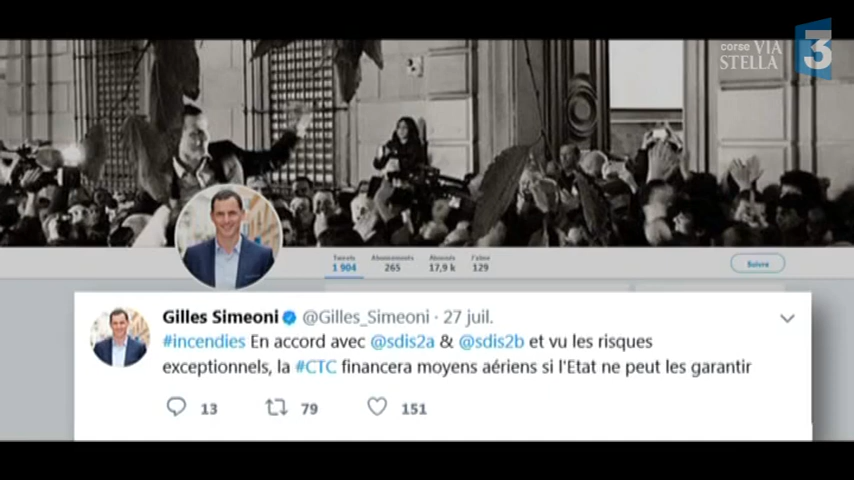 corse VIA
STELLA
3
Tweets Abonnements Abonnés J'aime
1 904 265 17,9 k 129
Suivre
Gilles Simeoni @Gilles_Simeoni · 27 juil.
#incendies En accord avec @sdis2a & @sdis2b et vu les risques
exceptionnels, la #CTC financera moyens aériens si l'Etat ne peut les garantir
13 79 151